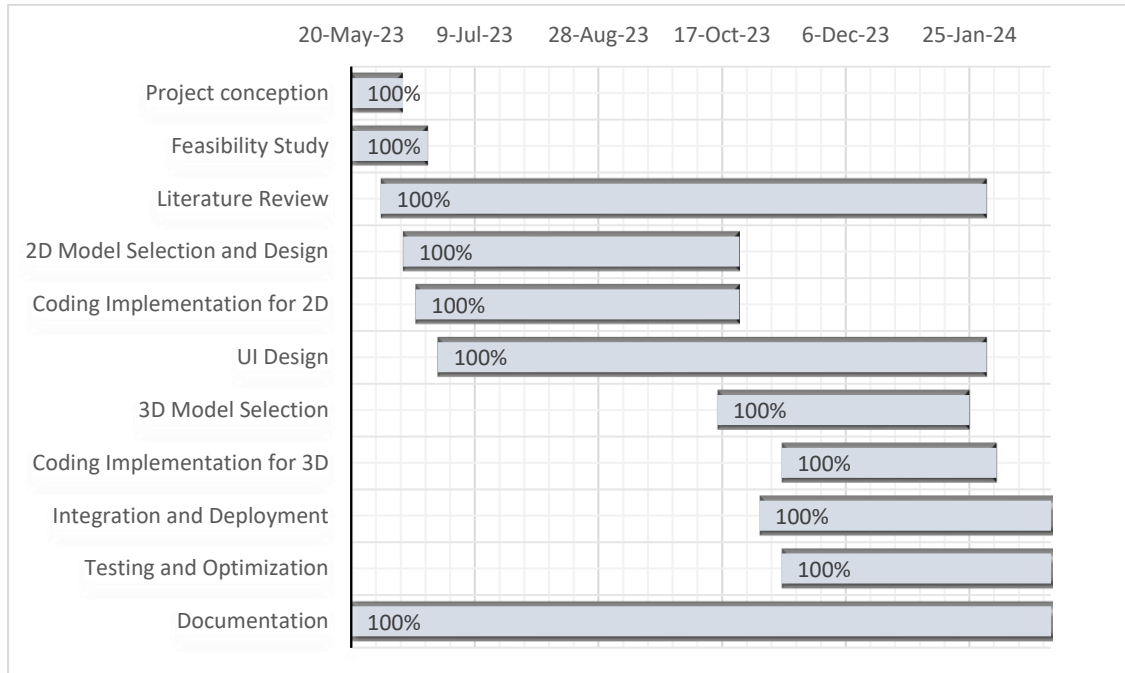 20-May-23 9-Jul-23 28-Aug-23 17-Oct-23 6-Dec-23 25-Jan-24
Project conception 100%
Feasibility Study 100%
Literature Review 100%
2D Model Selection and Design 100%
Coding Implementation for 2D 100%
UI Design 100%
3D Model Selection 100%
Coding Implementation for 3D 100%
Integration and Deployment 100%
Testing and Optimization 100%
Documentation 100%